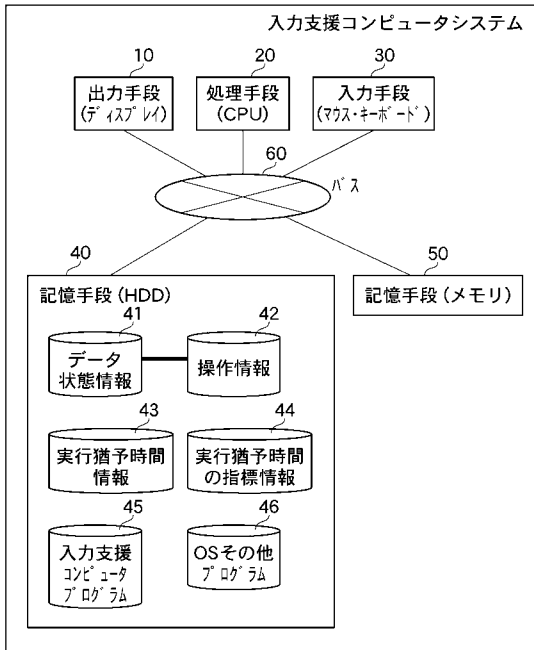 入力支援コンピュータシステム
10
20
30
出力手段
(ディスプレイ)
処理手段
(CPU)
入力手段
(マウス・キーボード)
60
バス
40
50
記憶手段(HDD)
記憶手段(メモリ)
41
42
データ
状態情報
操作情報
43
44
実行猶予時間
情報
実行猶予時間
の指標情報
45
46
入力支援
コンピュータ
プログラム
OSその他
プログラム